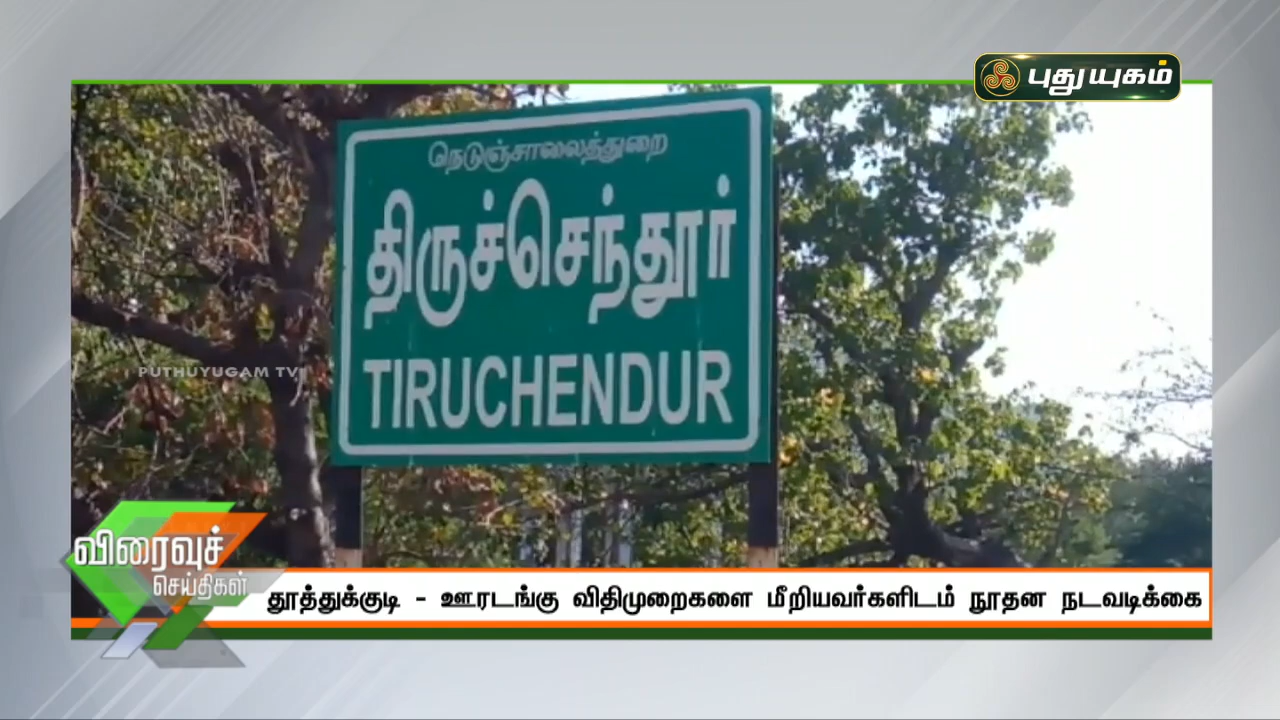 புதுயுகம்
நெடுஞ்சாலைத்துறை
திருச்செந்தூர்
TIRUCHENDUR
PUTHUYUGAM TV
விரைவுச்
செய்திகள்
தூத்துக்குடி - ஊரடங்கு விதிமுறைகளை மீறியவர்களிடம் நூதன நடவடிக்கை